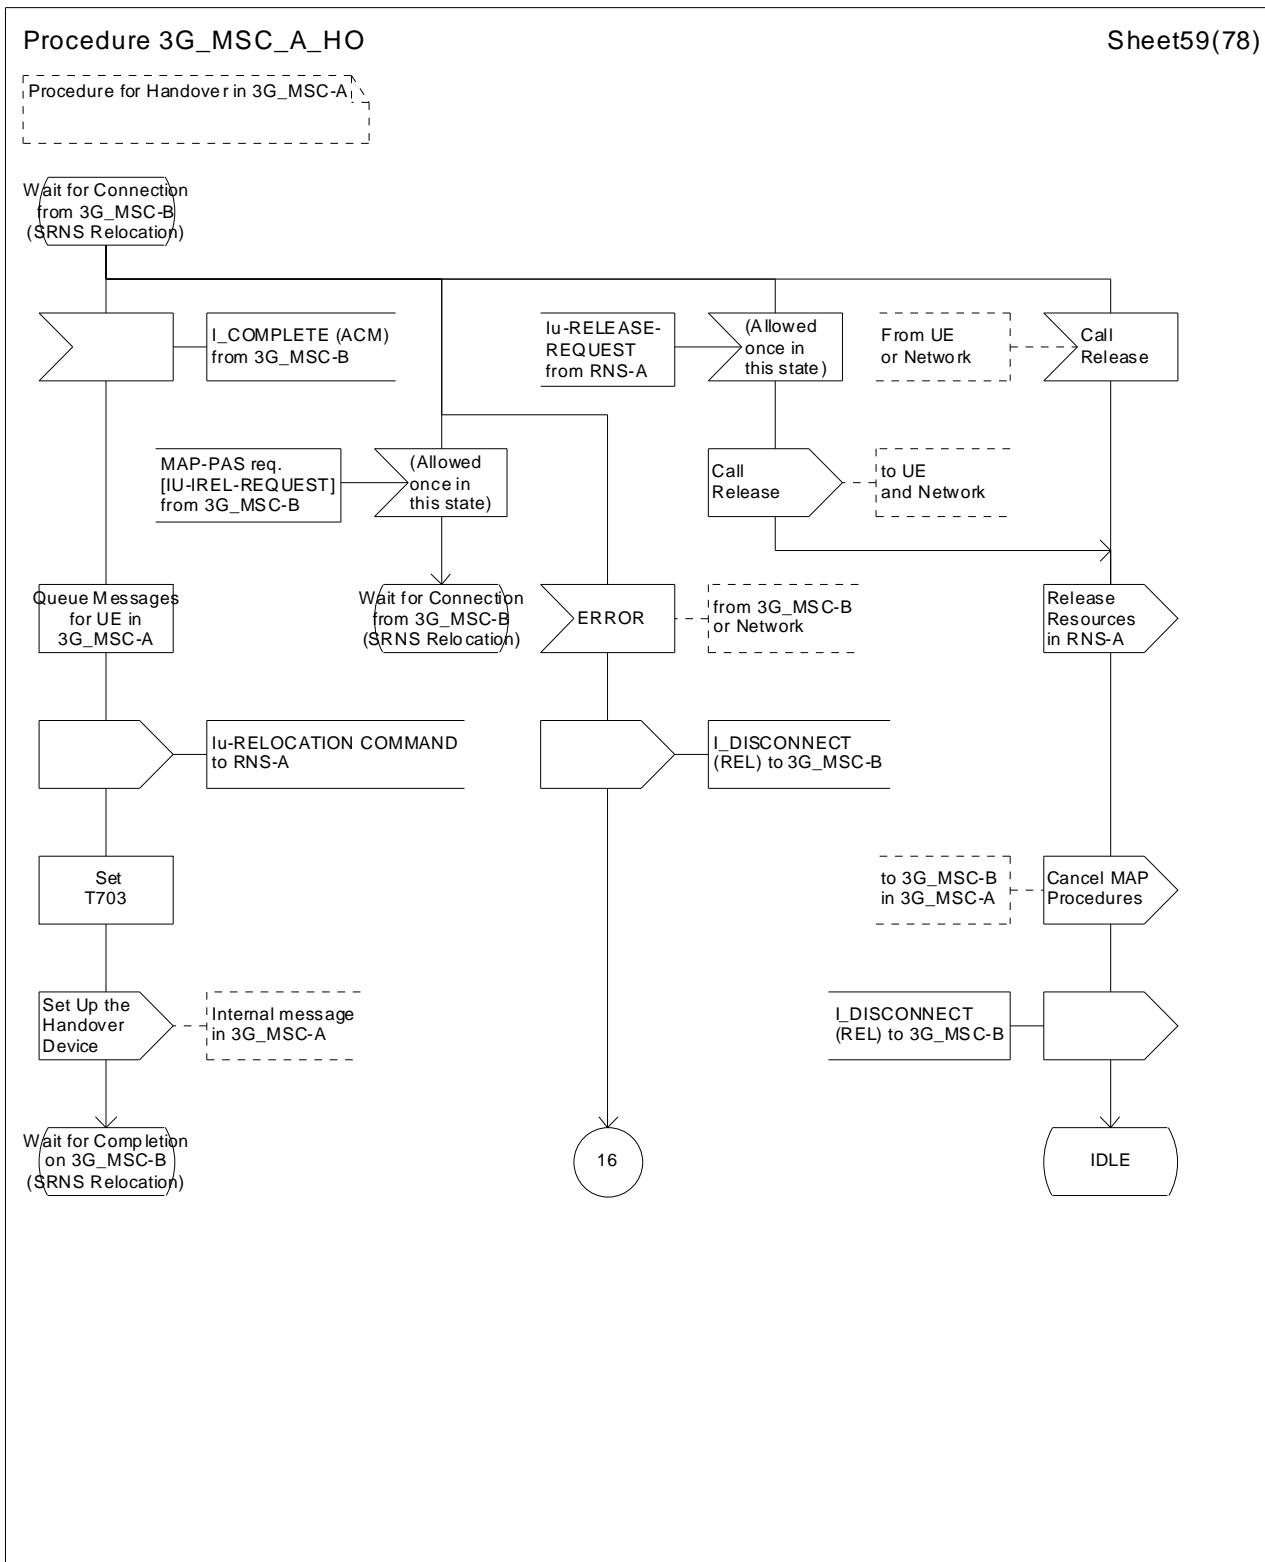 Procedure 3G_MSC_A_HO
Sheet59(78)
Procedure for Handover in 3G_MSC-A
Wait for Connection
from 3G_MSC-B
(SRNS Relocation)
I_COMPLETE (ACM)
from 3G_MSC-B
Iu-RELEASE-
REQUEST
from RNS-A
(Allowed
once in
this state)
From UE
or Network
Call
Release
MAP-PAS req.
[IU-IREL-REQUEST]
from 3G_MSC-B
(Allowed
once in
this state)
Call
Release
to UE
and Network
Queue Messages
for UE in
3G_MSC-A
Wait for Connection
from 3G_MSC-B
(SRNS Relocation)
ERROR
from 3G_MSC-B
or Network
Release
Resources
in RNS-A
Iu-RELOCATION COMMAND
to RNS-A
I_DISCONNECT
(REL) to 3G_MSC-B
Set
T703
to 3G_MSC-B
in 3G_MSC-A
Cancel MAP
Procedures
Set Up the
Handover
Device
Internal message
in 3G_MSC-A
I_DISCONNECT
(REL) to 3G_MSC-B
Wait for Completion
on 3G_MSC-B
(SRNS Relocation)
16
IDLE